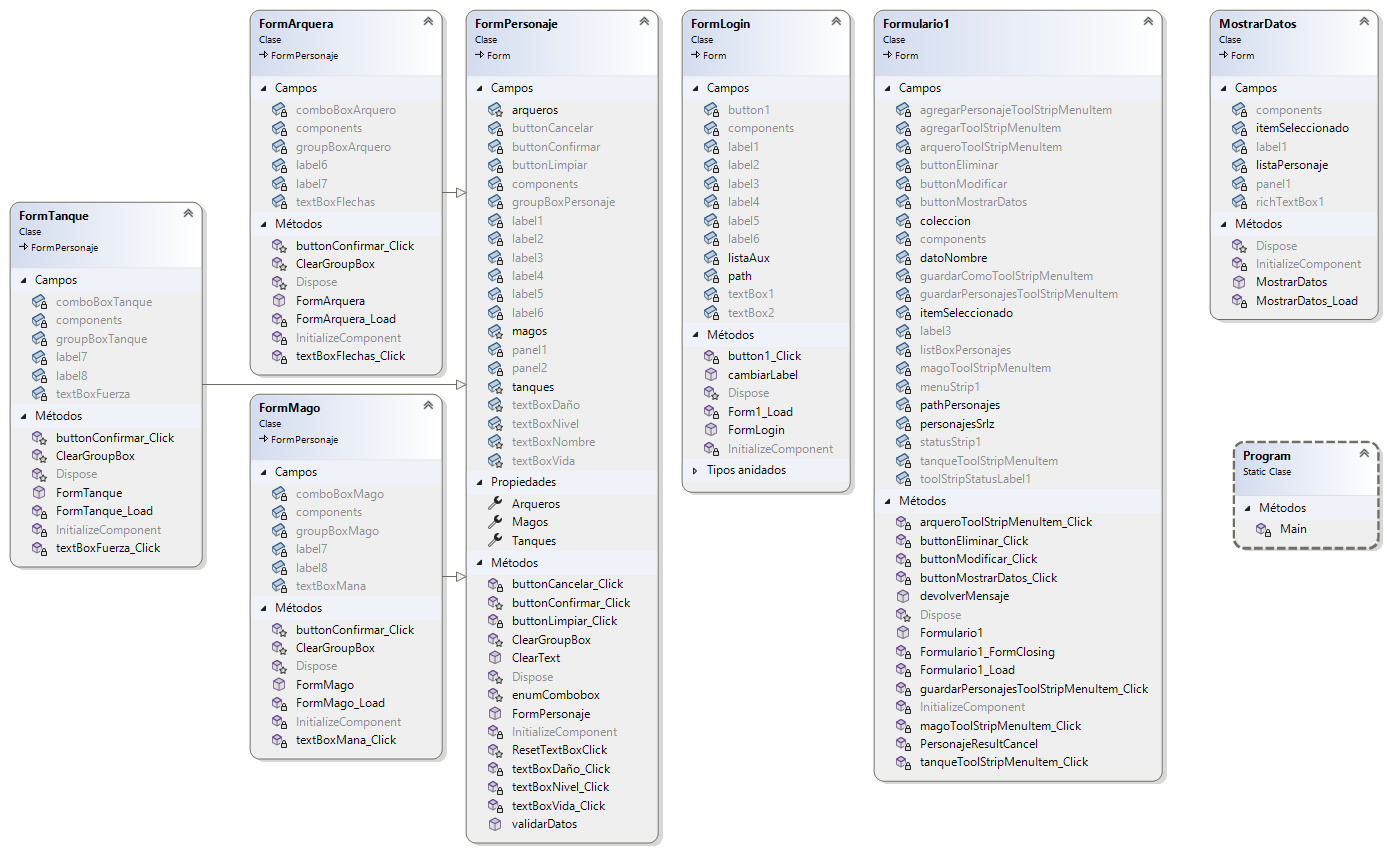 FormTanque
Clase
FormPersonaje
Campos
comboBoxTanque
components
groupBoxTanque
label7
label8
textBoxFuerza
Métodos
buttonConfirmar_Click
ClearGroupBox
Dispose
FormTanque
FormTanque_Load
InitializeComponent
textBoxFuerza_Click
FormArquera
Clase
FormPersonaje
Campos
comboBoxArquero
components
groupBoxArquero
label6
label7
textBoxFlechas
Métodos
buttonConfirmar_Click
ClearGroupBox
Dispose
FormArquera
FormArquera_Load
InitializeComponent
textBoxFlechas_Click
FormMago
Clase
FormPersonaje
Campos
comboBoxMago
components
groupBoxMago
label7
label8
textBoxMana
Métodos
buttonConfirmar_Click
ClearGroupBox
Dispose
FormMago
FormMago_Load
InitializeComponent
textBoxMana_Click
FormPersonaje
Clase
Form
Campos
arqueros
buttonCancelar
buttonConfirmar
buttonLimpiar
components
groupBoxPersonaje
label1
label2
label3
label4
label5
label6
magos
panel1
panel2
tanques
textBoxDaño
textBoxNivel
textBoxNombre
textBoxVida
Propiedades
Arqueros
Magos
Tanques
Métodos
buttonCancelar_Click
buttonConfirmar_Click
buttonLimpiar_Click
ClearGroupBox
ClearText
Dispose
enumCombobox
FormPersonaje
InitializeComponent
ResetTextBoxClick
textBoxDaño_Click
textBoxNivel_Click
textBoxVida_Click
validarDatos
FormLogin
Clase
Form
Campos
button1
components
label1
label2
label3
label4
label5
label6
listaAux
path
textBox1
textBox2
Métodos
button1_Click
cambiarLabel
Dispose
Form1_Load
FormLogin
InitializeComponent
Tipos anidados
Formulario1
Clase
Form
Campos
agregarPersonajeToolStripMenuItem
agregarToolStripMenuItem
arqueroToolStripMenuItem
buttonEliminar
buttonModificar
buttonMostrarDatos
coleccion
components
datoNombre
guardarComoToolStripMenuItem
guardarPersonajesToolStripMenuItem
itemSeleccionado
label3
listBoxPersonajes
magoToolStripMenuItem
menuStrip1
pathPersonajes
personajesSrlz
statusStrip1
tanqueToolStripMenuItem
toolStripStatusLabel1
Métodos
arqueroToolStripMenuItem_Click
buttonEliminar_Click
buttonModificar_Click
buttonMostrarDatos_Click
devolverMensaje
Dispose
Formulario1
Formulario1_FormClosing
Formulario1_Load
guardarPersonajesToolStripMenuItem_Click
InitializeComponent
magoToolStripMenuItem_Click
PersonajeResultCancel
tanqueToolStripMenuItem_Click
MostrarDatos
Clase
Form
Campos
components
itemSeleccionado
label1
listaPersonaje
panel1
richTextBox1
Métodos
Dispose
InitializeComponent
MostrarDatos
MostrarDatos_Load
Program
Static Clase
Métodos
Main